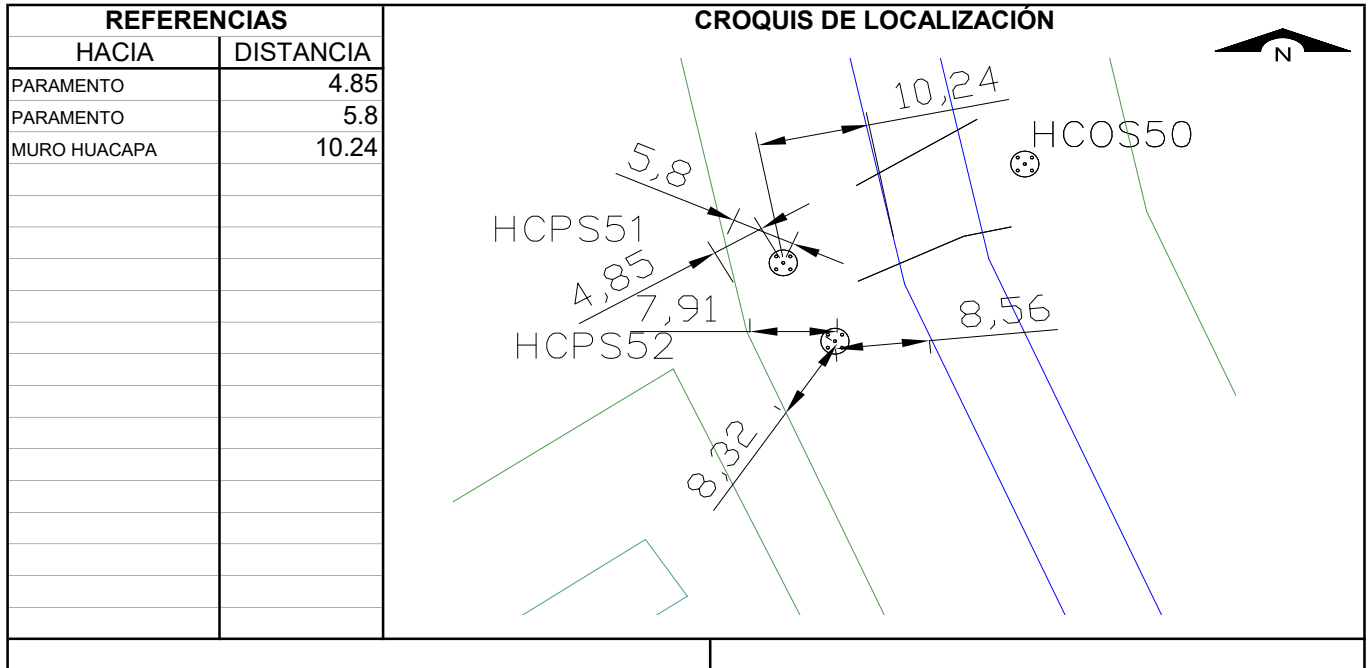 REFERENCIAS
HACIA DISTANCIA
PARAMENTO 4.85
PARAMENTO 5.8
MURO HUACAPA 10.24
CROQUIS DE LOCALIZACIÓN
N
10,24
HCOS50
5,8
HCPS51
4,85
7,91
8,56
HCPS52
8,32